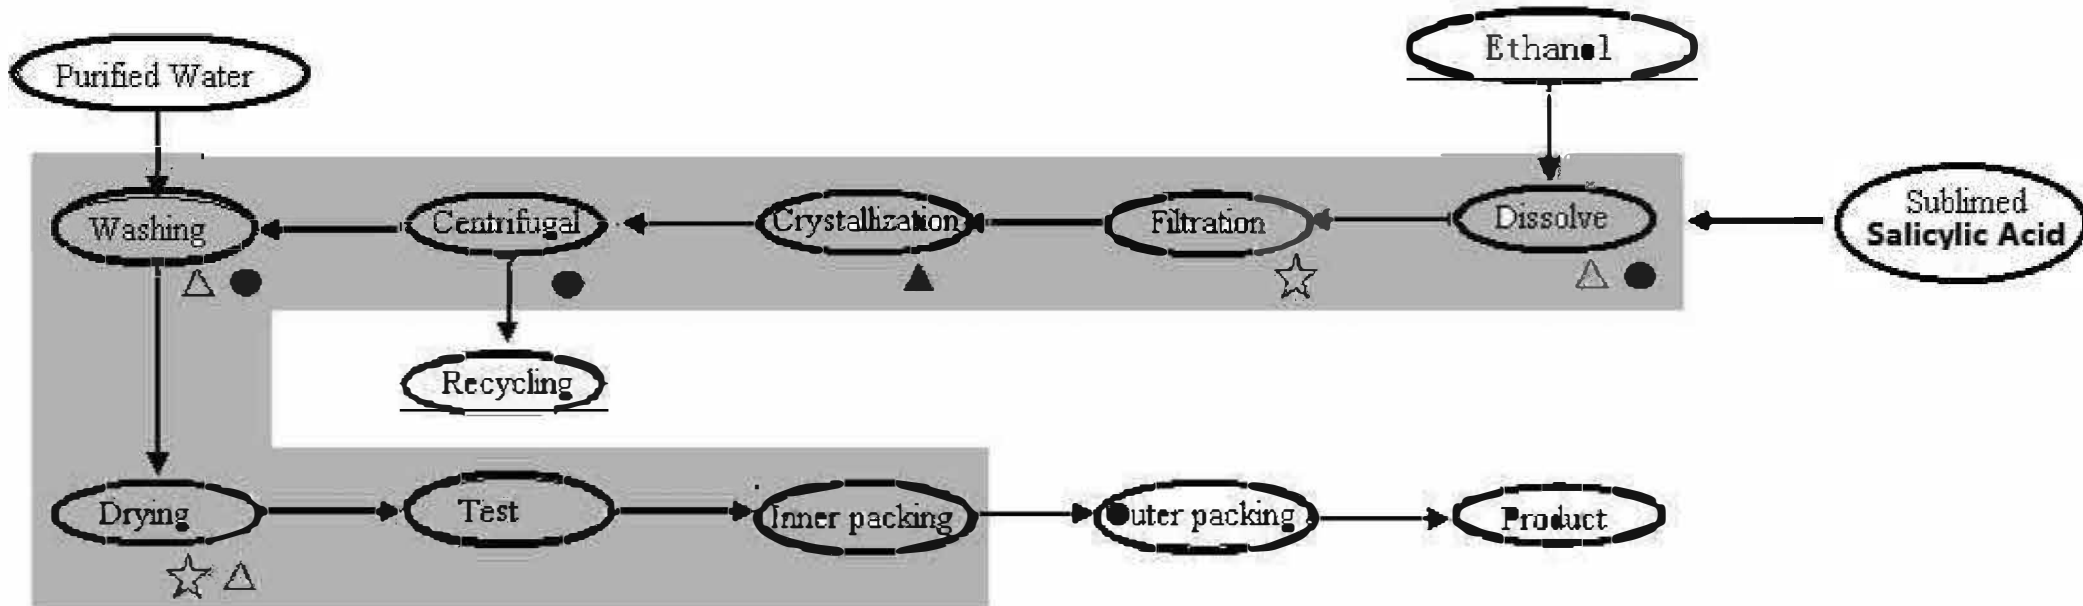 Purified Water
Ethanol
Washing
Centrifugal
Crystallization
Filtration
Dissolve
Sublimed
Salicylic Acid
Recycling
Drying
Test
Inner packing
Outer packing
Product